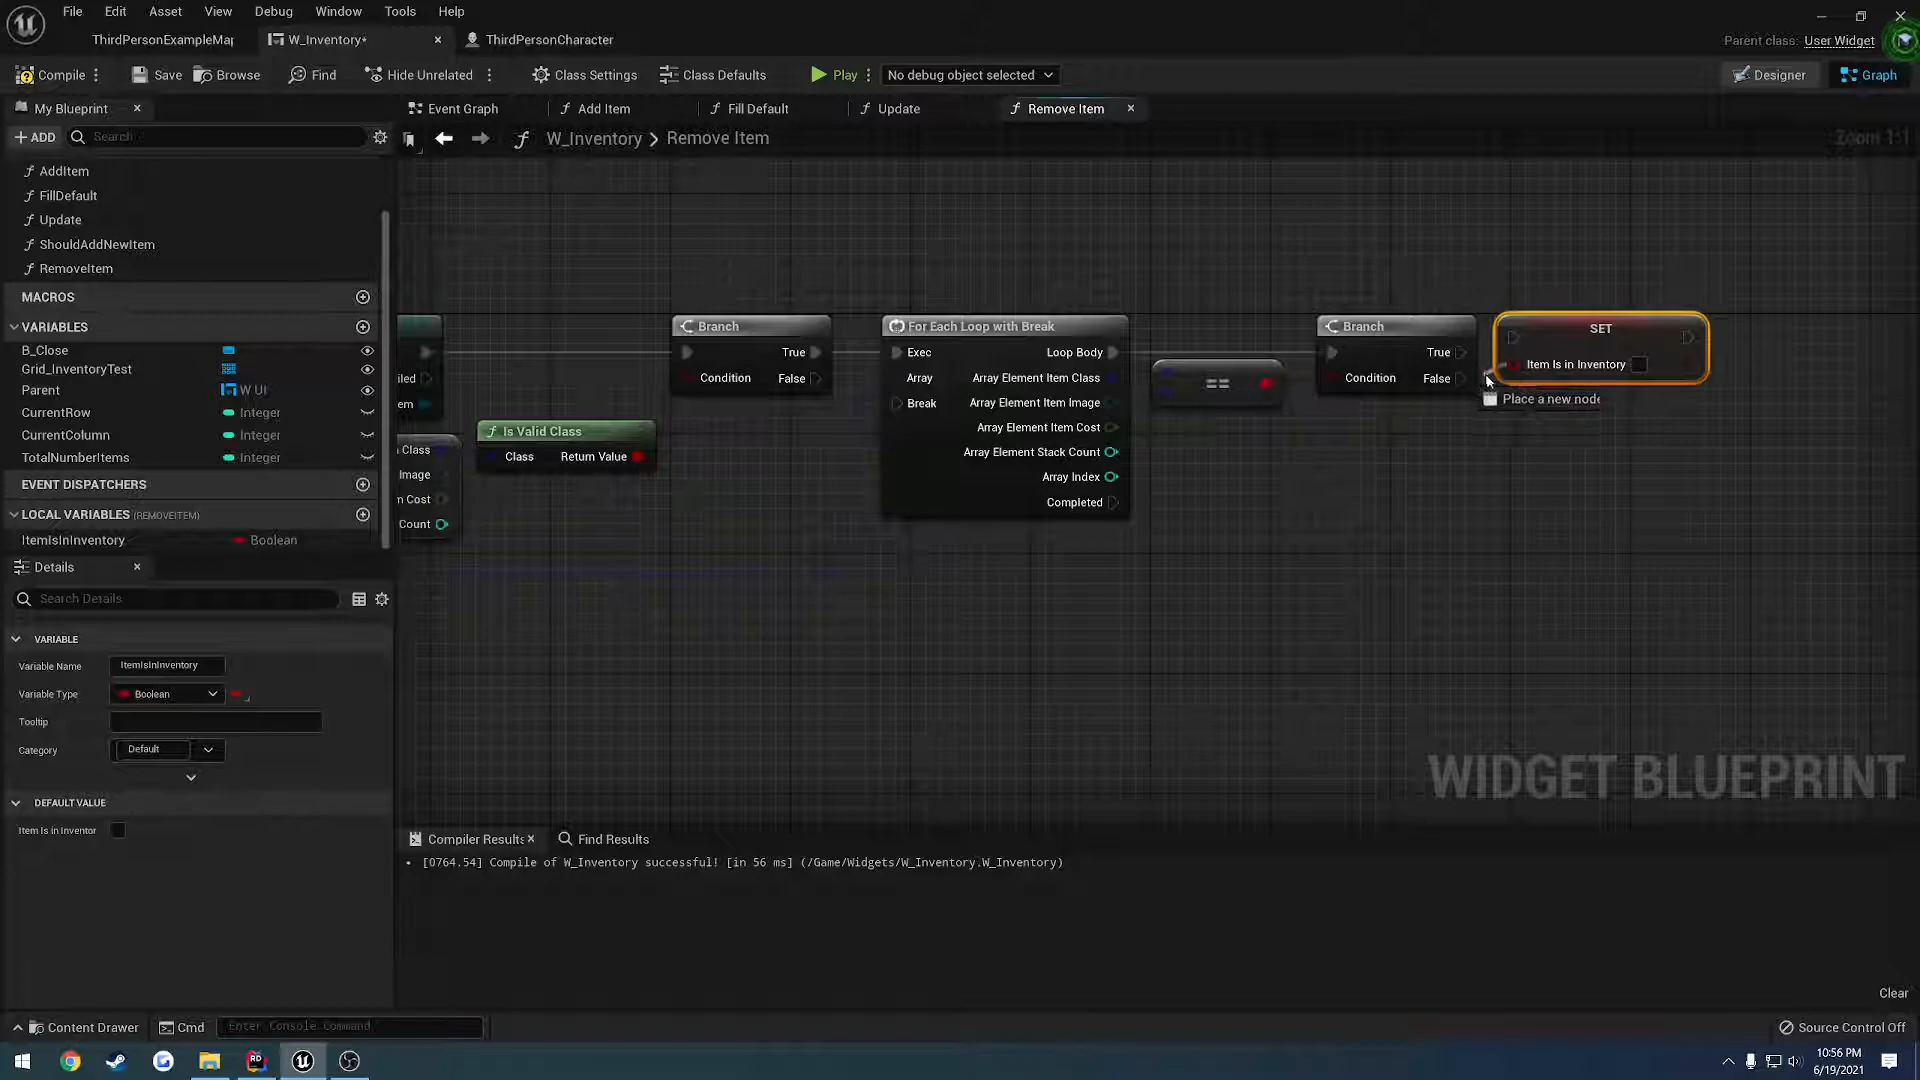 File Edit Asset View Debug Window Tools Help
ThirdPersonExampleMap W_Inventory* ThirdPersonCharacter
Parent class: User Widget
Compile Save Browse Find Hide Unrelated Class Settings Class Defaults Play No debug object selected Designer Graph
My Blueprint Event Graph Add Item Fill Default Update Remove Item
ADD Search W_Inventory Remove Item Zoom 1:1
AddItem
FillDefault
Update
ShouldAddNewItem
RemoveItem
MACROS
VARIABLES
B_Close
Grid_InventoryTest
Parent W UI
CurrentRow Integer
CurrentColumn Integer
TotalNumberItems Integer
EVENT DISPATCHERS
LOCAL VARIABLES (REMOVEITEM)
ItemIsInInventory Boolean
iled
em
Class
Image
m Cost
Count
Is Valid Class
Class Return Value
Branch
True
Condition False
For Each Loop with Break
Exec Loop Body
Array Array Element Item Class
Break Array Element Item Image
Array Element Item Cost
Array Element Stack Count
Array Index
Completed
==
Branch
True
Condition False
SET
Item Is in Inventory
Place a new node
WIDGET BLUEPRINT
Details
Search Details
VARIABLE
Variable Name ItemIsInInventory
Variable Type Boolean
Tooltip
Category Default
DEFAULT VALUE
Item Is in Inventor
Compiler Results Find Results
[0764.54] Compile of W_Inventory successful! [in 56 ms] (/Game/Widgets/W_Inventory.W_Inventory)
Clear
Content Drawer Cmd Enter Console Command Source Control Off
10:56 PM
6/19/2021